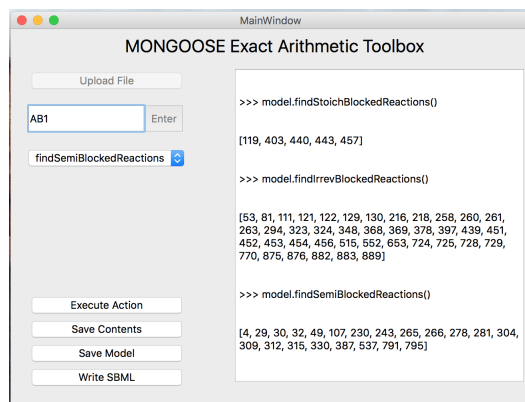 MainWindow
MONGOOSE Exact Arithmetic Toolbox
Upload File
AB1
Enter
findSemiBlockedReactions
Execute Action
Save Contents
Save Model
Write SBML
>>> model.findStoichBlockedReactions()
[119, 403, 440, 443, 457]
>>> model.findIrrevBlockedReactions()
[53, 81, 111, 121, 122, 129, 130, 216, 218, 258, 260, 261,
263, 294, 323, 324, 348, 368, 369, 378, 397, 439, 451,
452, 453, 454, 456, 515, 552, 653, 724, 725, 728, 729,
770, 875, 876, 882, 883, 889]
>>> model.findSemiBlockedReactions()
[4, 29, 30, 32, 49, 107, 230, 243, 265, 266, 278, 281, 304,
309, 312, 315, 330, 387, 537, 791, 795]